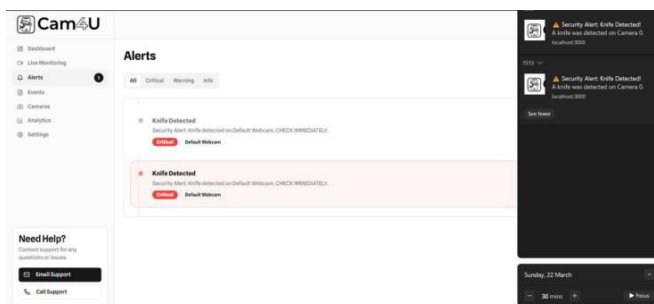 Cam4U
Dashboard
Live Monitoring
Alerts
1
Events
Cameras
Analytics
Settings
Need Help?
Contact support for any
questions or issues.
Email Support
Call Support
Alerts
All Critical Warning Info
Knife Detected
Security Alert: Knife detected on Default Webcam. CHECK IMMEDIATELY.
Critical Default Webcam
Knife Detected
Security Alert: Knife detected on Default Webcam. CHECK IMMEDIATELY.
Critical Default Webcam
Security Alert: Knife Detected!
A knife was detected on Camera 0.
localhost:3000
15:13
Security Alert: Knife Detected!
A knife was detected on Camera 0.
localhost:3000
See fewer
Sunday, 22 March
30 mins
Focus